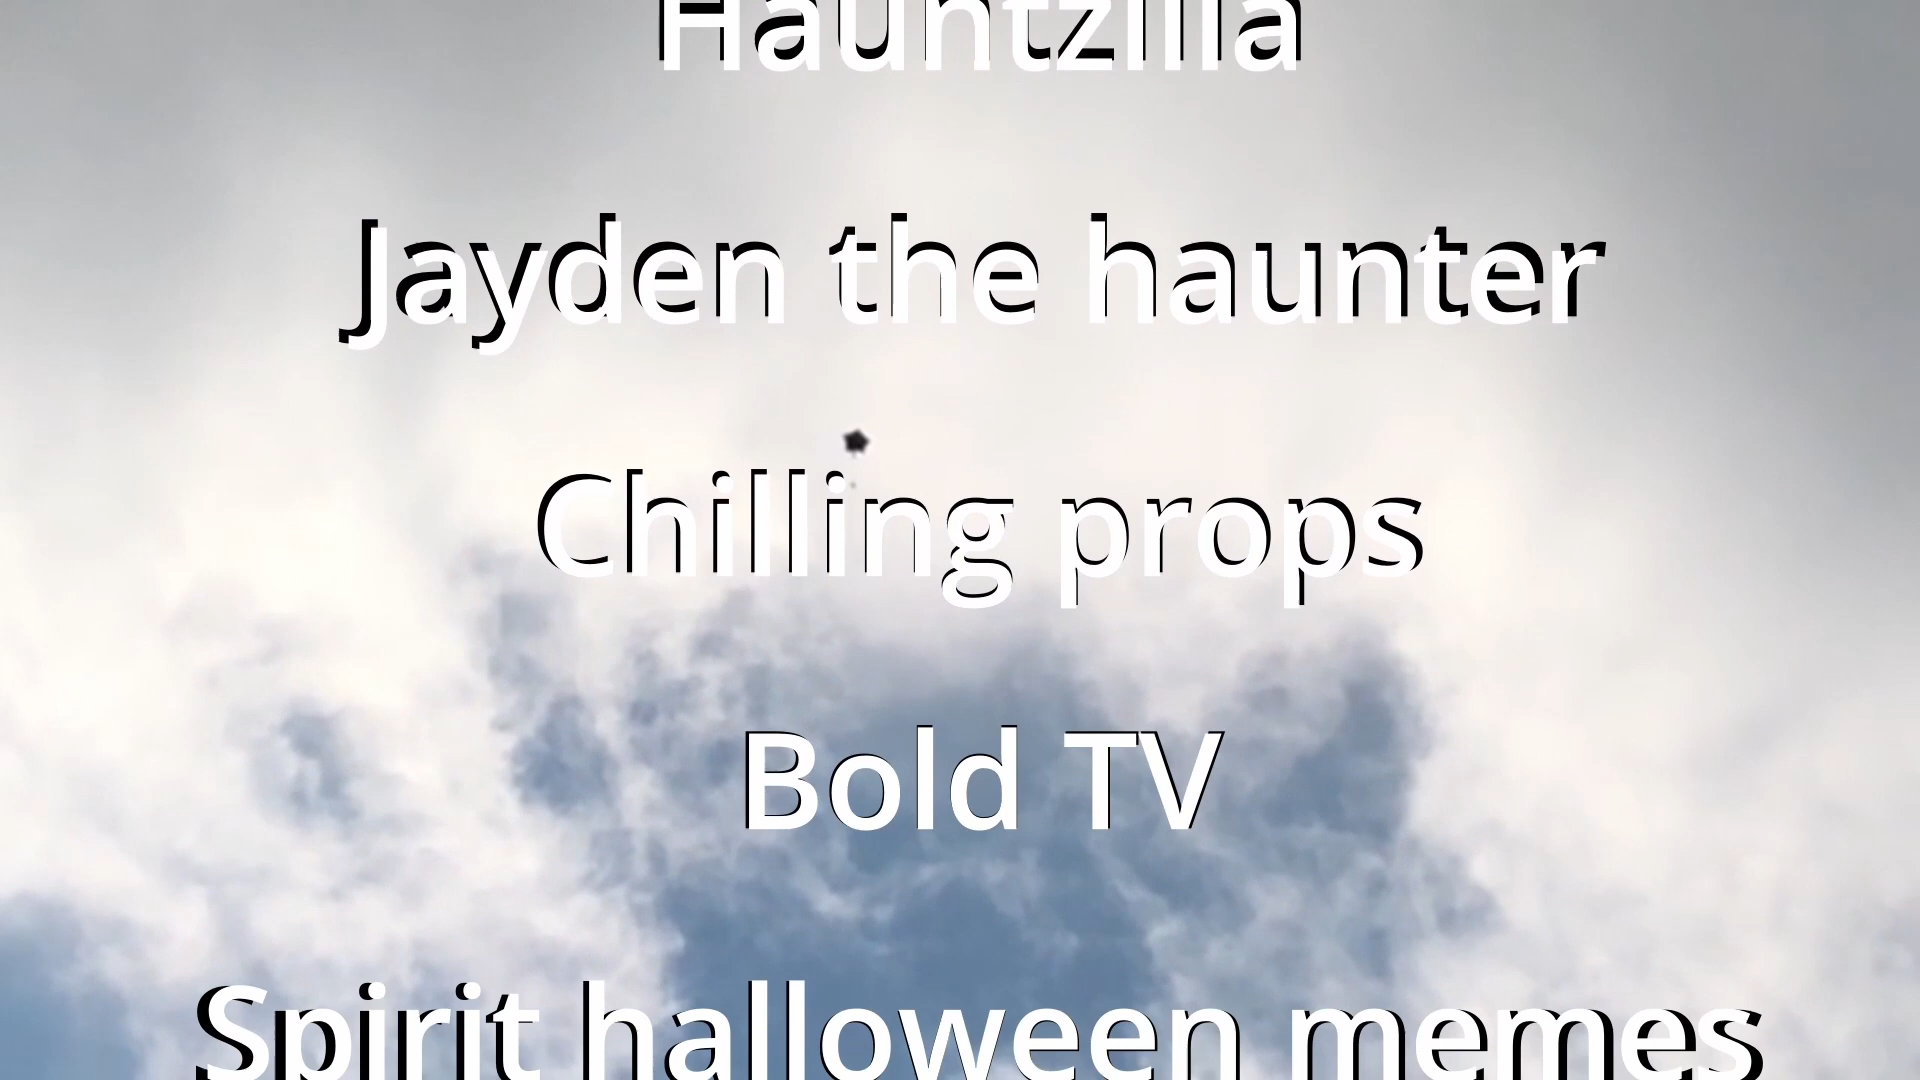 Hauntzilla
Jayden the haunter
Chilling props
Bold TV
Spirit halloween memes